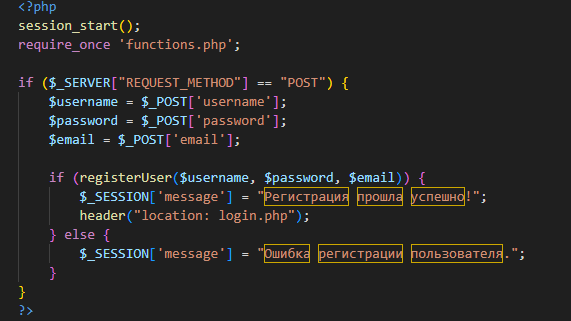 <?php
session_start();
require_once 'functions.php';
if ($_SERVER["REQUEST_METHOD"] == "POST") {
$username = $_POST['username'];
$password = $_POST['password'];
$email = $_POST['email'];
if (registerUser($username, $password, $email)) {
$_SESSION['message'] = "Регистрация прошла успешно!";
header("location: login.php");
} else {
$_SESSION['message'] = "Ошибка регистрации пользователя.";
}
}
?>